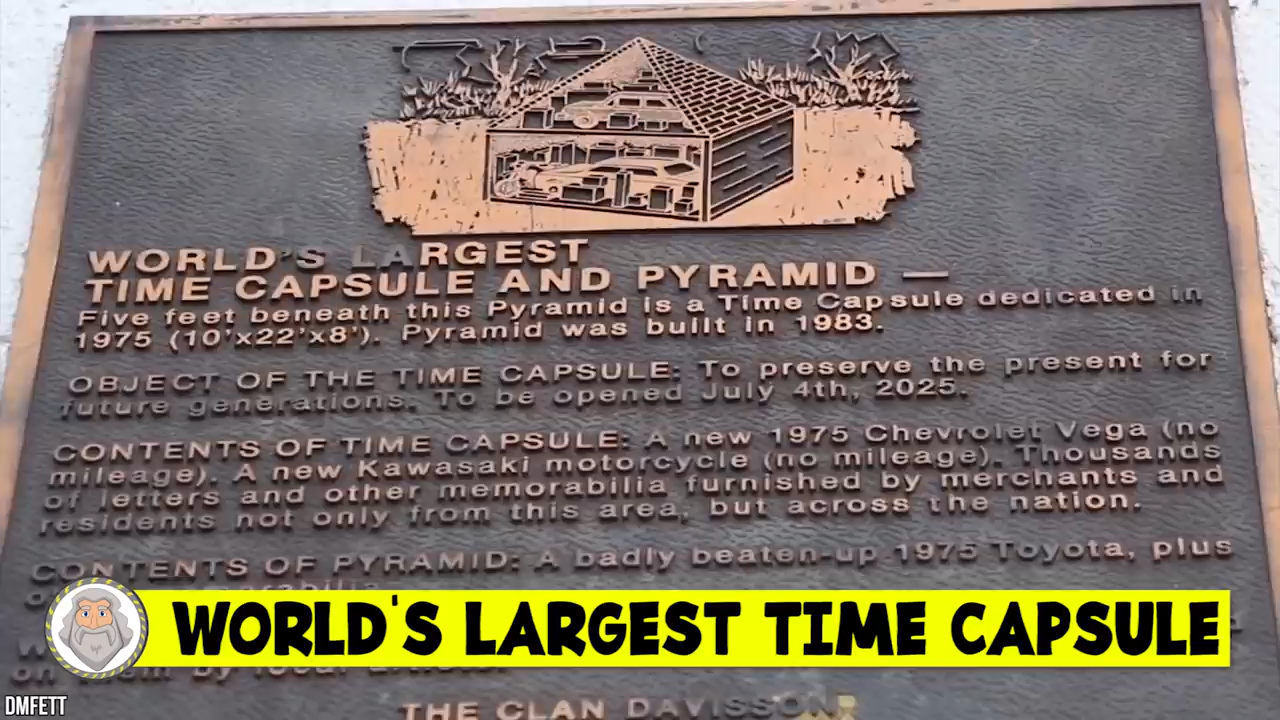 WORLD'S LARGEST
TIME CAPSULE AND PYRAMID —
Five feet beneath this Pyramid is a Time Capsule dedicated in
1975 (10'x22'x8'). Pyramid was built in 1983.
OBJECT OF THE TIME CAPSULE: To preserve the present for
future generations. To be opened July 4th, 2025.
CONTENTS OF TIME CAPSULE: A new 1975 Chevrolet Vega (no
mileage). A new Kawasaki motorcycle (no mileage). Thousands
of letters and other memorabilia furnished by merchants and
residents not only from this area, but across the nation.
CONTENTS OF PYRAMID: A badly beaten-up 1975 Toyota, plus
WORLD'S LARGEST TIME CAPSULE
on them by local artists.
THE CLAN DAVISSON
DMFETT